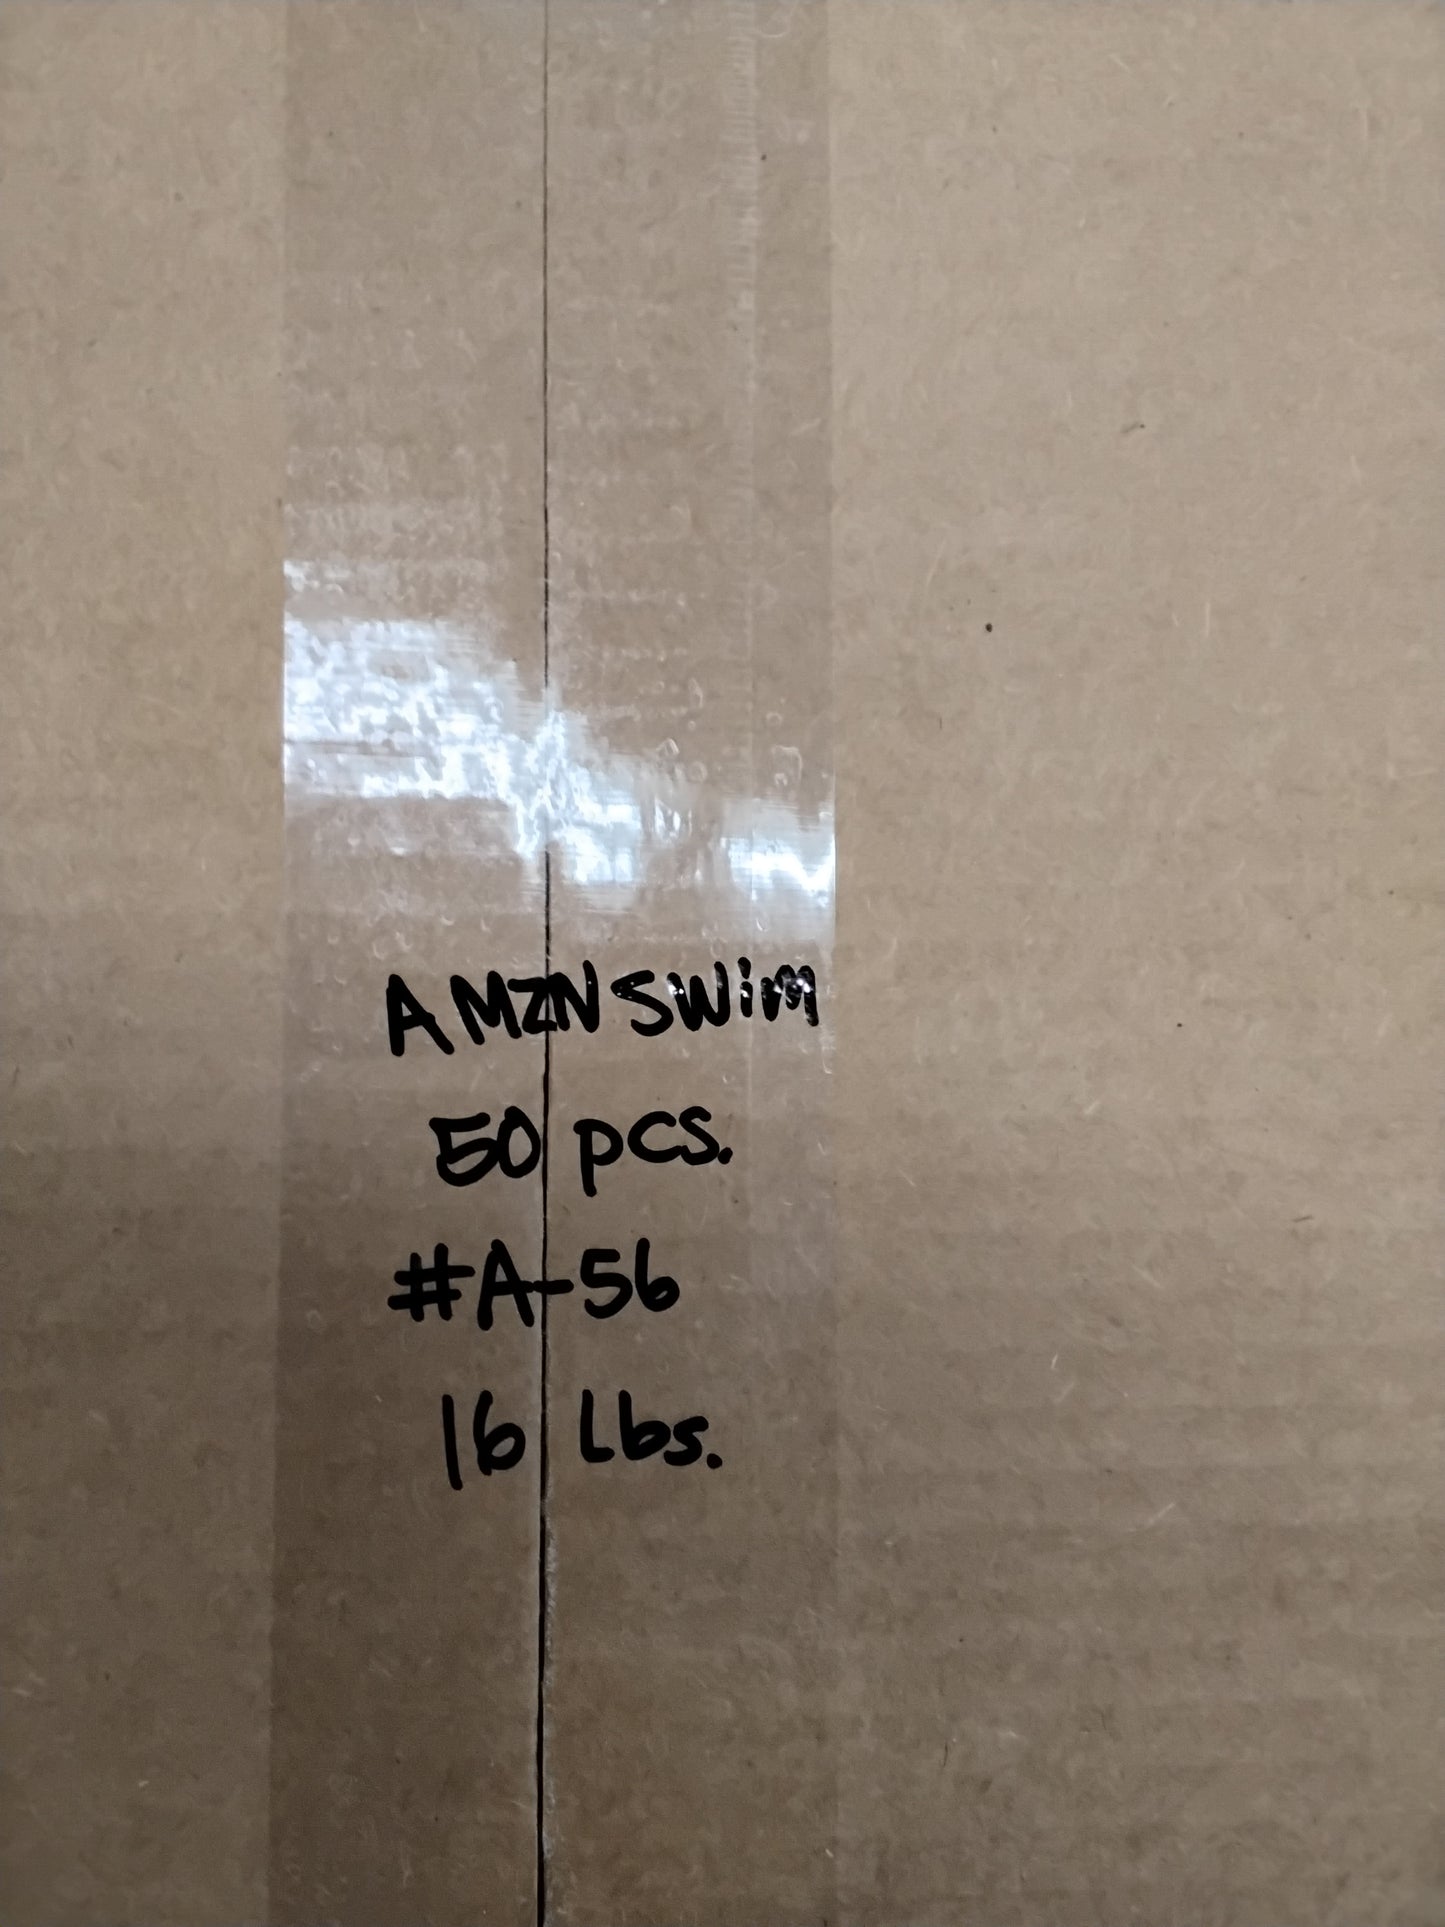 AMZN SWiM
50 pcs.
#A-56
16 Lbs.